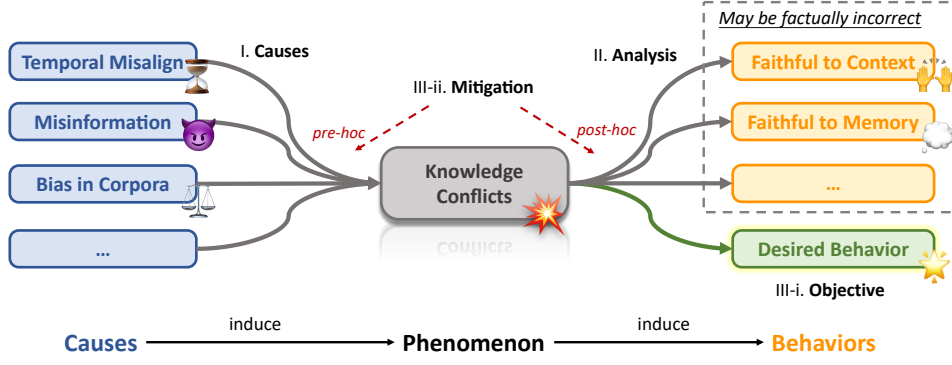 May be factually incorrect
I. Causes
II. Analysis
Temporal Misalign
Faithful to Context
III-ii. Mitigation
Misinformation
pre-hoc
post-hoc
Faithful to Memory
Knowledge
Conflicts
Bias in Corpora
...
...
Desired Behavior
III-i. Objective
induce
induce
Causes
Phenomenon
Behaviors